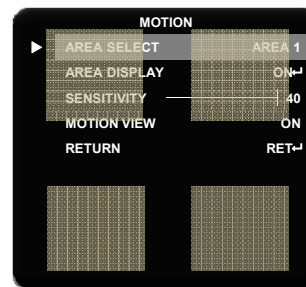 MOTION
AREA SELECT AREA 1
AREA DISPLAY ON↵
SENSITIVITY 40
MOTION VIEW ON
RETURN RET↵